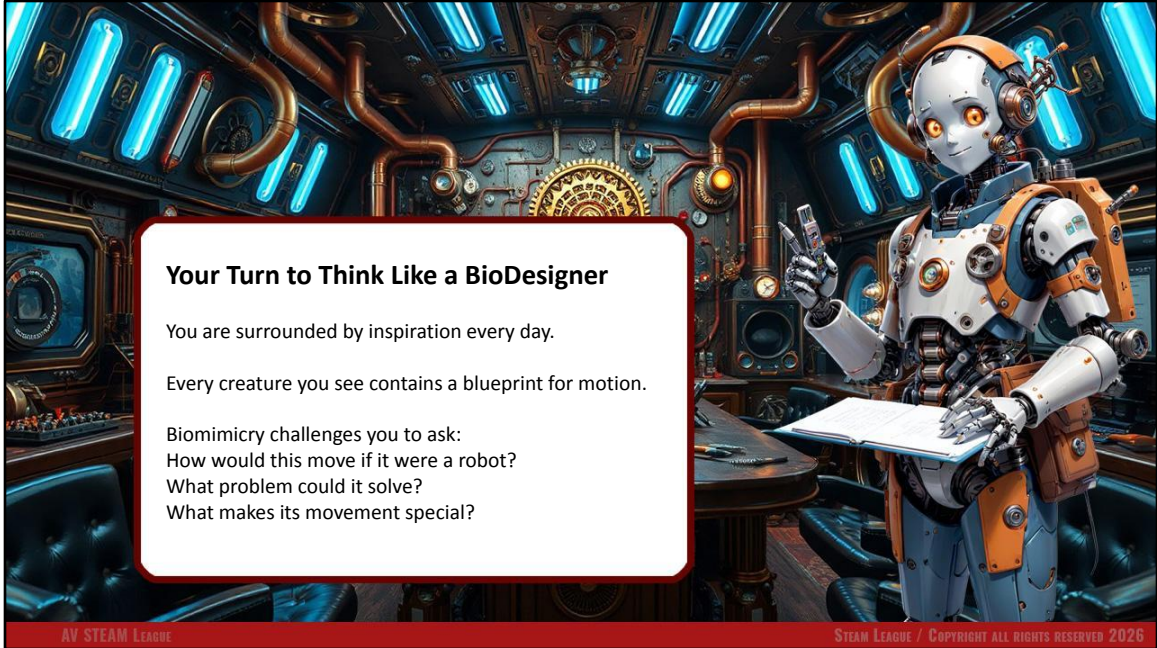 Your Turn to Think Like a BioDesigner
You are surrounded by inspiration every day.
Every creature you see contains a blueprint for motion.
Biomimicry challenges you to ask:
How would this move if it were a robot?
What problem could it solve?
What makes its movement special?
AV STEAM League
Steam League / Copyright all rights reserved 2026